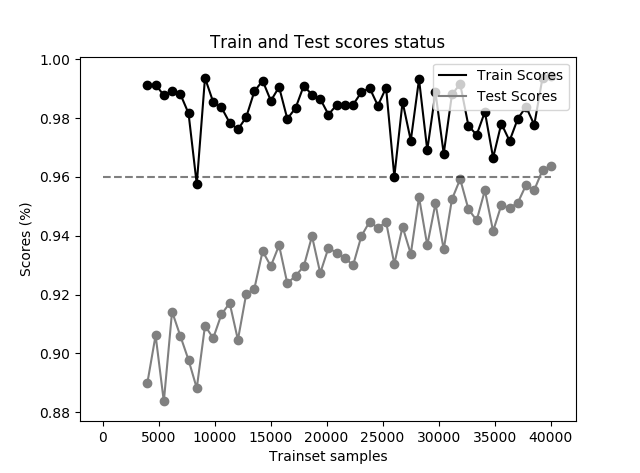 Train and Test scores status
Train Scores
Test Scores
1.00
0.98
0.96
0.94
0.92
0.90
0.88
Scores (%)
0 5000 10000 15000 20000 25000 30000 35000 40000
Trainset samples